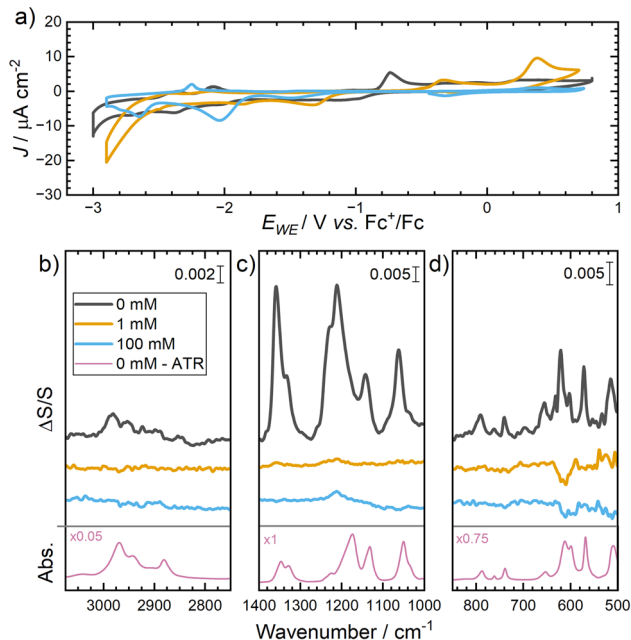 a)
J / μA cm⁻²
20
10
0
−10
−20
−30
−3
−2
−1
0
1
E_WE / V vs. Fc⁺/Fc
b)
0.002
c)
0.005
d)
0.005
0 mM
1 mM
100 mM
0 mM - ATR
ΔS/S
Abs.
x0.05
x1
x0.75
3000
2900
2800
1400
1300
1200
1100
1000
800
700
600
500
Wavenumber / cm⁻¹